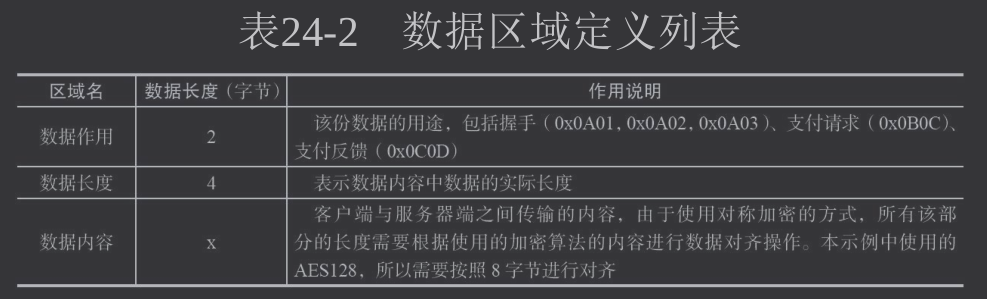 表24-2 数据区域定义列表
区域名 数据长度(字节) 作用说明
数据作用 2 该份数据的用途，包括握手(0x0A01, 0x0A02, 0x0A03)、支付请求(0x0B0C)、
支付反馈(0x0C0D)
数据长度 4 表示数据内容中数据的实际长度
客户端与服务器端之间传输的内容，由于使用对称加密的方式，所有该部
数据内容 x 分的长度需要根据使用的加密算法的内容进行数据对齐操作。本示例中使用的
AES128，所以需要按照 8 字节进行对齐